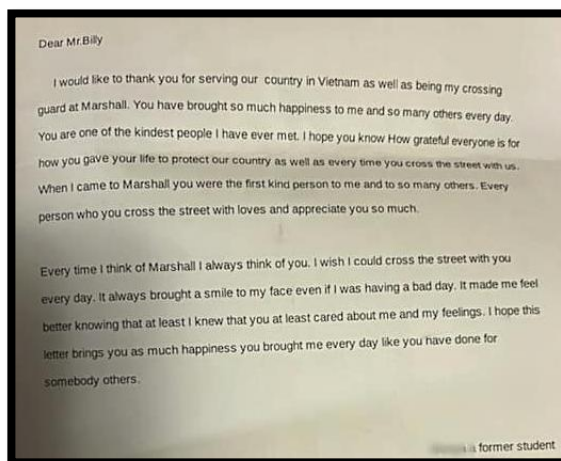 Dear Mr.Billy
I would like to thank you for serving our country in Vietnam as well as being my crossing
guard at Marshall. You have brought so much happiness to me and so many others every day.
You are one of the kindest people I have ever met. I hope you know How grateful everyone is for
how you gave your life to protect our country as well as every time you cross the street with us.
When I came to Marshall you were the first kind person to me and to so many others. Every
person who you cross the street with loves and appreciate you so much.
Every time I think of Marshall I always think of you. I wish I could cross the street with you
every day. It always brought a smile to my face even if I was having a bad day. It made me feel
better knowing that at least I knew that you at least cared about me and my feelings. I hope this
letter brings you as much happiness you brought me every day like you have done for
somebody others.
a former student